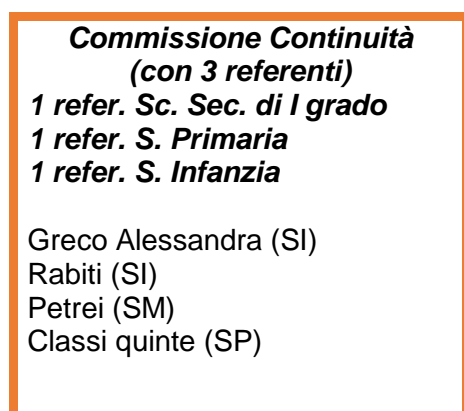 Commissione Continuità
(con 3 referenti)
1 refer. Sc. Sec. di I grado
1 refer. S. Primaria
1 refer. S. Infanzia
Greco Alessandra (SI)
Rabiti (SI)
Petrei (SM)
Classi quinte (SP)